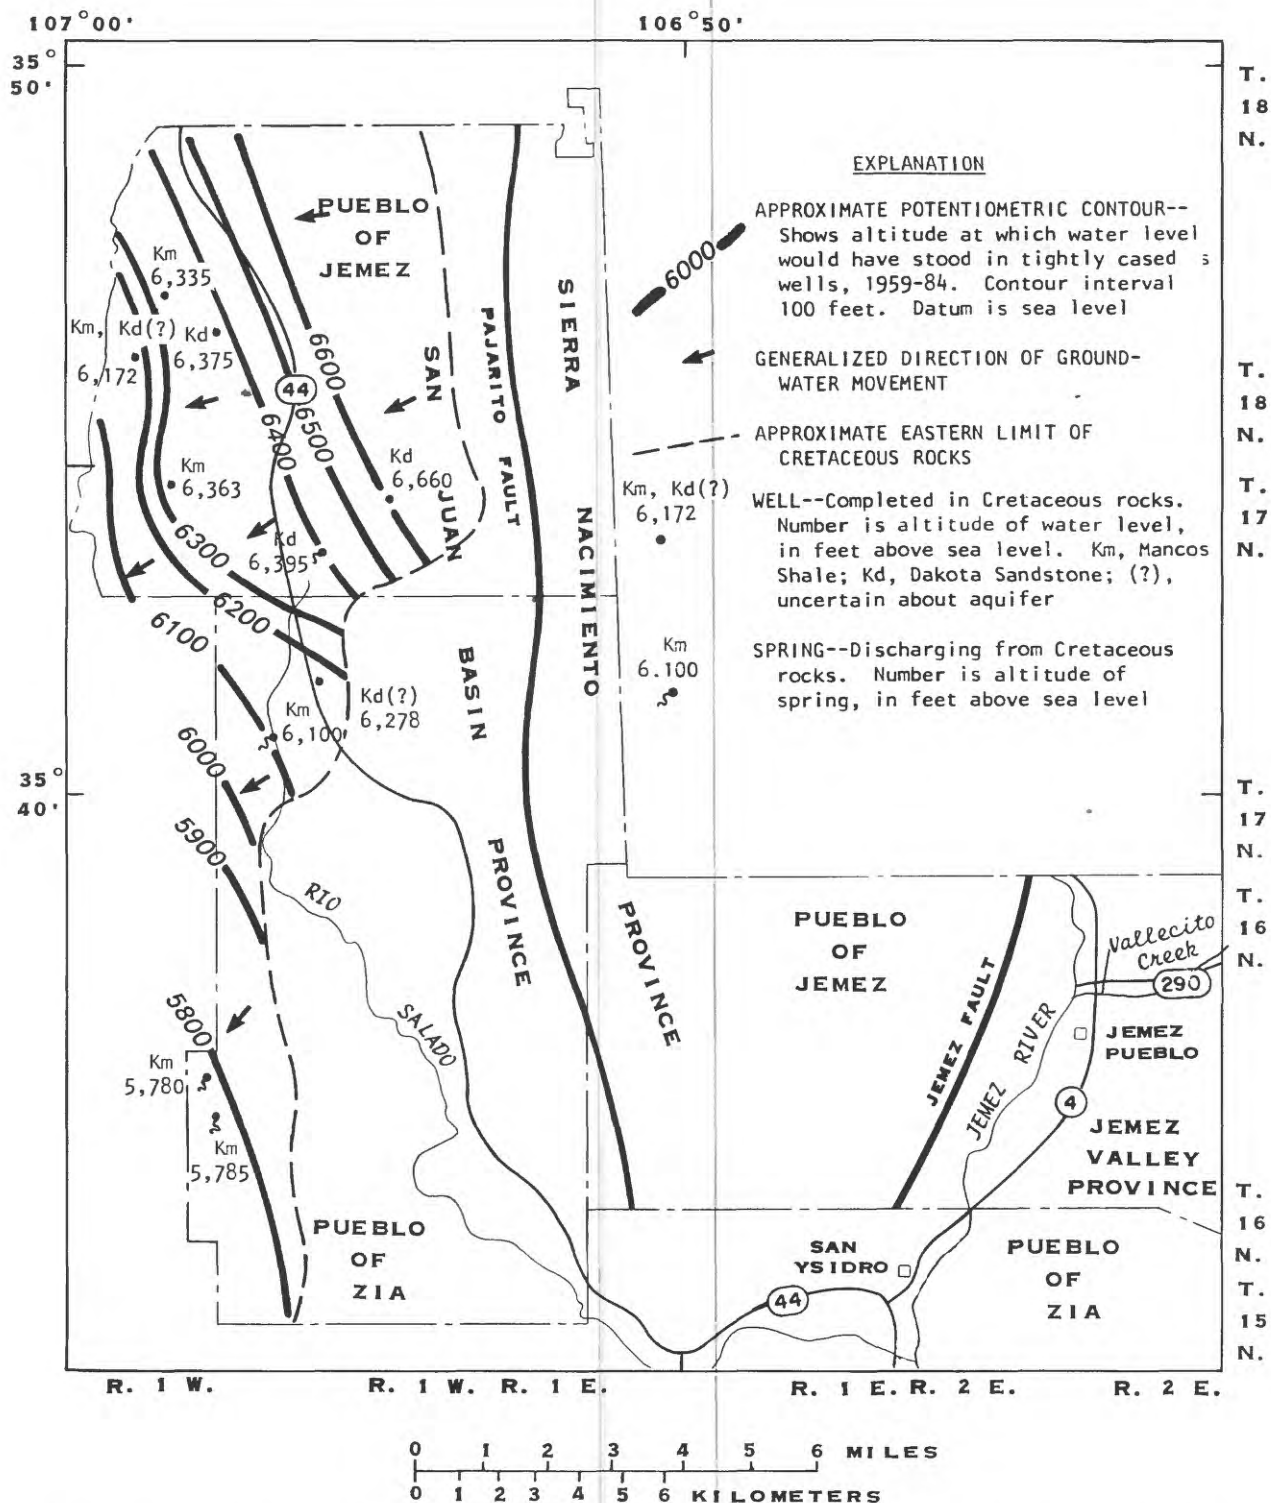 107°00'
106°50'
35°
50'
T.
18
N.
EXPLANATION
APPROXIMATE POTENTIOMETRIC CONTOUR--
Shows altitude at which water level
would have stood in tightly cased
wells, 1959-84. Contour interval
100 feet. Datum is sea level
6000
GENERALIZED DIRECTION OF GROUND-
WATER MOVEMENT
APPROXIMATE EASTERN LIMIT OF
CRETACEOUS ROCKS
Km, Kd(?)
6,172
WELL--Completed in Cretaceous rocks.
Number is altitude of water level,
in feet above sea level. Km, Mancos
Shale; Kd, Dakota Sandstone; (?),
uncertain about aquifer
Km
6.100
SPRING--Discharging from Cretaceous
rocks. Number is altitude of
spring, in feet above sea level
T.
18
N.
T.
17
N.
PUEBLO
OF
JEMEZ
Km
6,335
Km, Kd(?)
6,172
Kd
6,375
44
6600
6500
6400
Km
6,363
Kd
6,660
Kd
6,395
6300
6200
6100
Km
6,100
Kd(?)
6,278
6000
5900
5800
Km
5,780
Km
5,785
SAN
JUAN
BASIN
PROVINCE
PAJARITO FAULT
SIERRA
NACIMIENTO
PROVINCE
35°
40'
T.
17
N.
T.
16
N.
RIO
SALADO
PUEBLO
OF
JEMEZ
JEMEZ FAULT
JEMEZ RIVER
Vallecito
Creek
290
JEMEZ
PUEBLO
4
JEMEZ
VALLEY
PROVINCE
T.
16
N.
T.
15
N.
PUEBLO
OF
ZIA
SAN
YSIDRO
44
PUEBLO
OF
ZIA
R. 1 W.
R. 1 W. R. 1 E.
R. 1 E. R. 2 E.
R. 2 E.
0 1 2 3 4 5 6 MILES
0 1 2 3 4 5 6 KILOMETERS